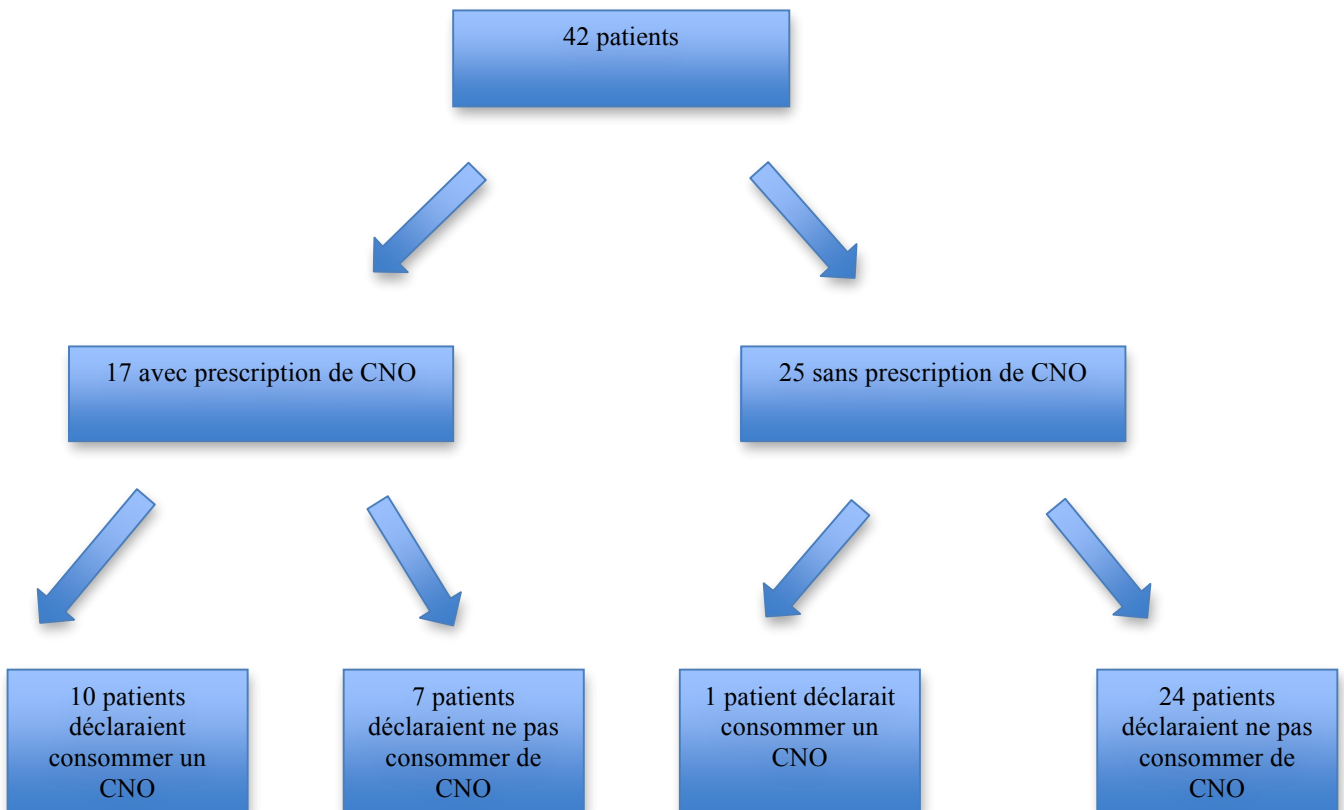 42 patients
17 avec prescription de CNO
25 sans prescription de CNO
10 patients
déclaraient
consommer un
CNO
7 patients
déclaraient ne pas
consommer de
CNO
1 patient déclarait
consommer un
CNO
24 patients
déclaraient ne pas
consommer de
CNO